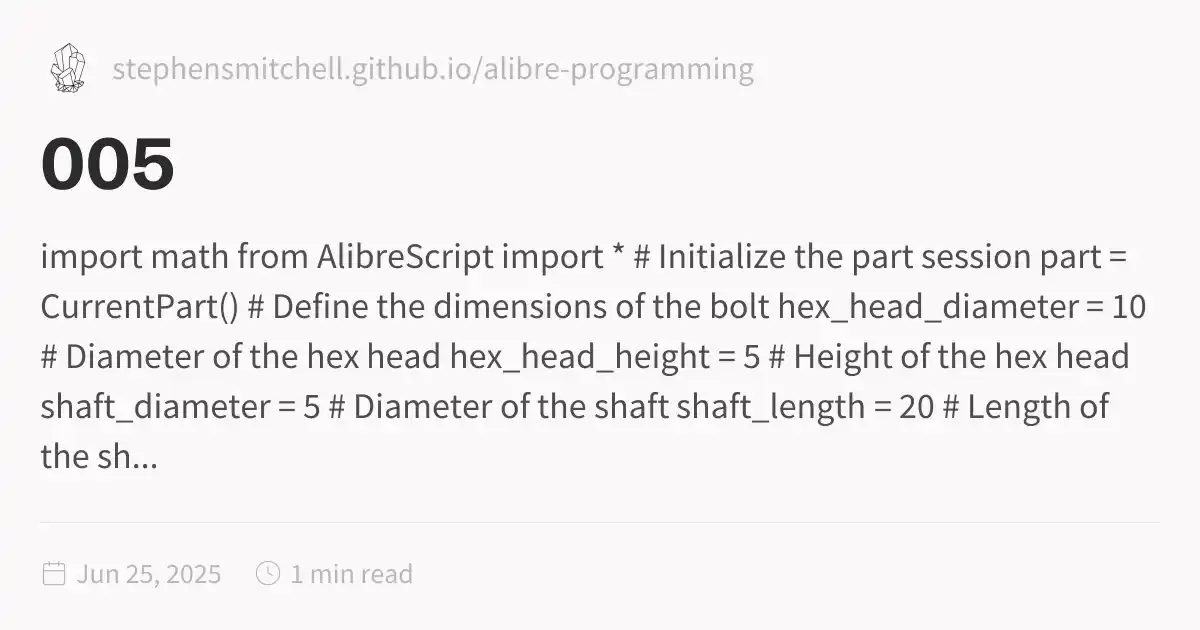 stephensmitchell.github.io/alibre-programming
005
import math from AlibreScript import * # Initialize the part session part =
CurrentPart() # Define the dimensions of the bolt hex_head_diameter = 10
# Diameter of the hex head hex_head_height = 5 # Height of the hex head
shaft_diameter = 5 # Diameter of the shaft shaft_length = 20 # Length of
the sh...
Jun 25, 2025 1 min read